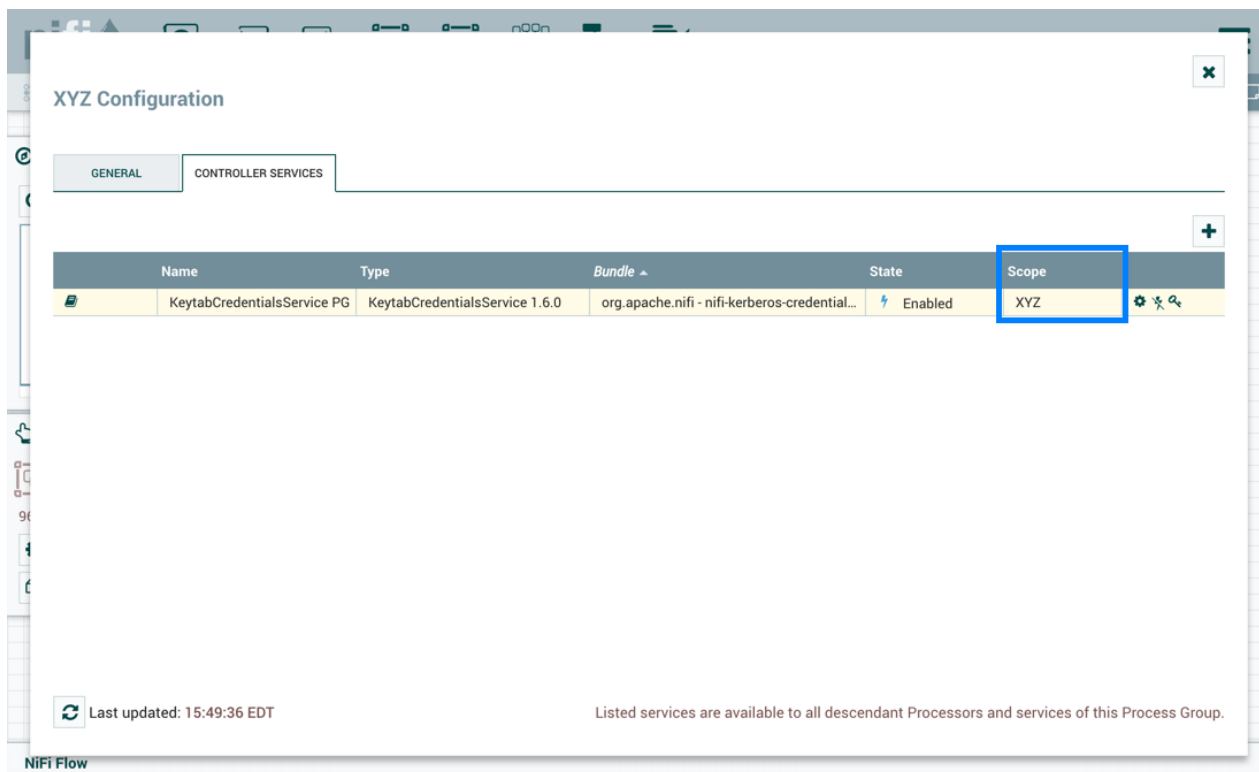 XYZ Configuration
GENERAL CONTROLLER SERVICES
Name Type Bundle State Scope
KeytabCredentialsService PG KeytabCredentialsService 1.6.0 org.apache.nifi - nifi-kerberos-credential... Enabled XYZ
Last updated: 15:49:36 EDT Listed services are available to all descendant Processors and services of this Process Group.
NiFi Flow